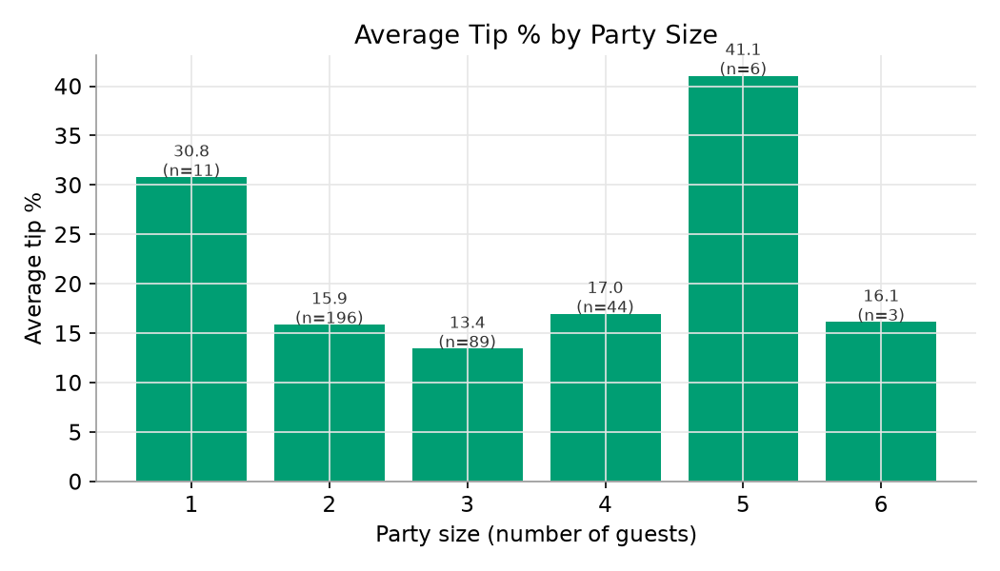 Average Tip % by Party Size
41.1
(n=6)
40
35
30.8
(n=11)
30
25
20
17.0
(n=44)
15.9
(n=196)
16.1
(n=3)
13.4
(n=89)
15
10
5
0
Average tip %
1 2 3 4 5 6
Party size (number of guests)